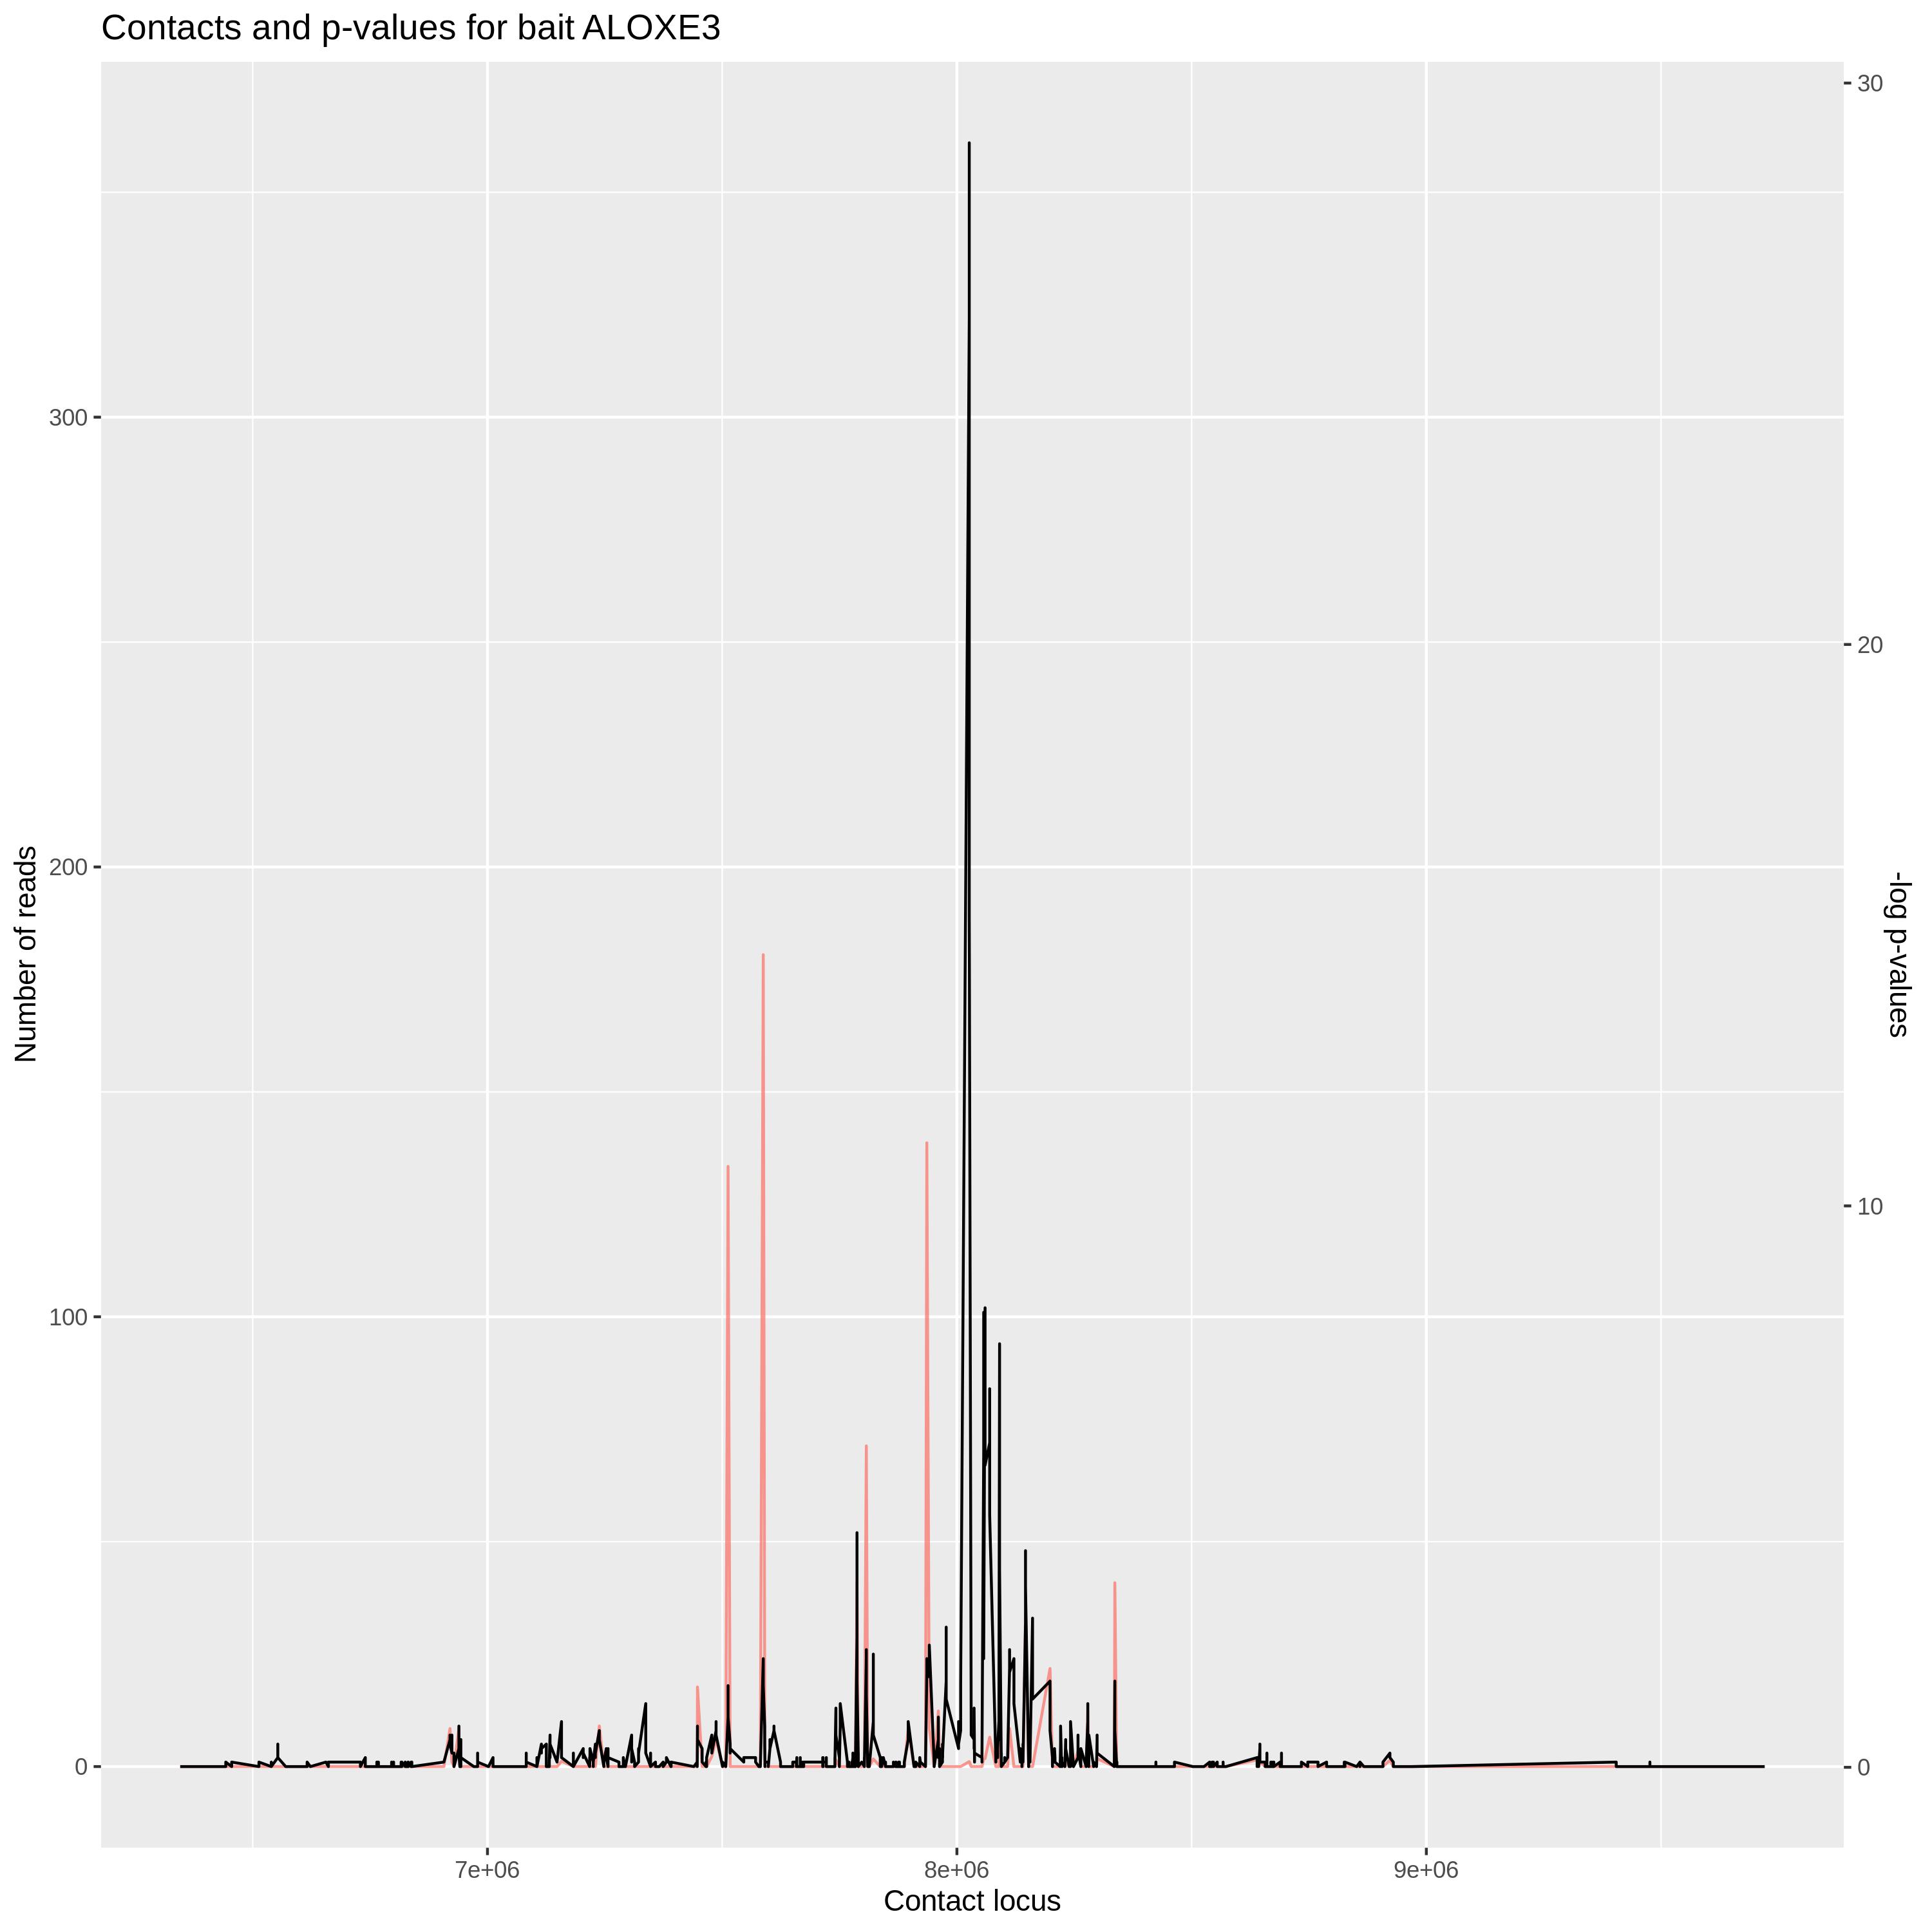 Contacts and p-values for bait ALOXE3
30
300
20
200
Number of reads
-log p-values
10
100
0
0
7e+06
8e+06
9e+06
Contact locus